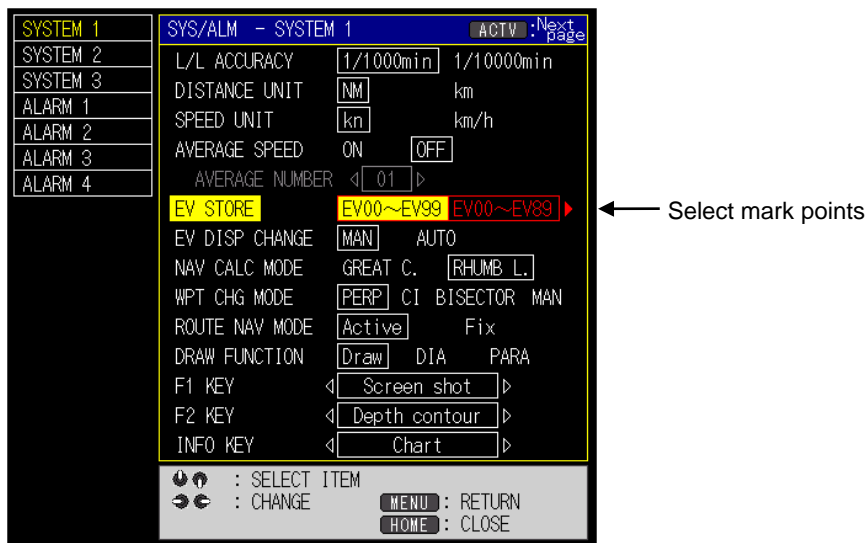 SYSTEM 1
SYSTEM 2
SYSTEM 3
ALARM 1
ALARM 2
ALARM 3
ALARM 4
SYS/ALM - SYSTEM 1 ACTV :Next page
L/L ACCURACY 1/1000min 1/10000min
DISTANCE UNIT NM km
SPEED UNIT kn km/h
AVERAGE SPEED ON OFF
AVERAGE NUMBER 01
EV STORE EV00～EV99 EV00～EV89
Select mark points
EV DISP CHANGE MAN AUTO
NAV CALC MODE GREAT C. RHUMB L.
WPT CHG MODE PERP CI BISECTOR MAN
ROUTE NAV MODE Active Fix
DRAW FUNCTION Draw DIA PARA
F1 KEY Screen shot
F2 KEY Depth contour
INFO KEY Chart
: SELECT ITEM
: CHANGE MENU : RETURN
HOME : CLOSE